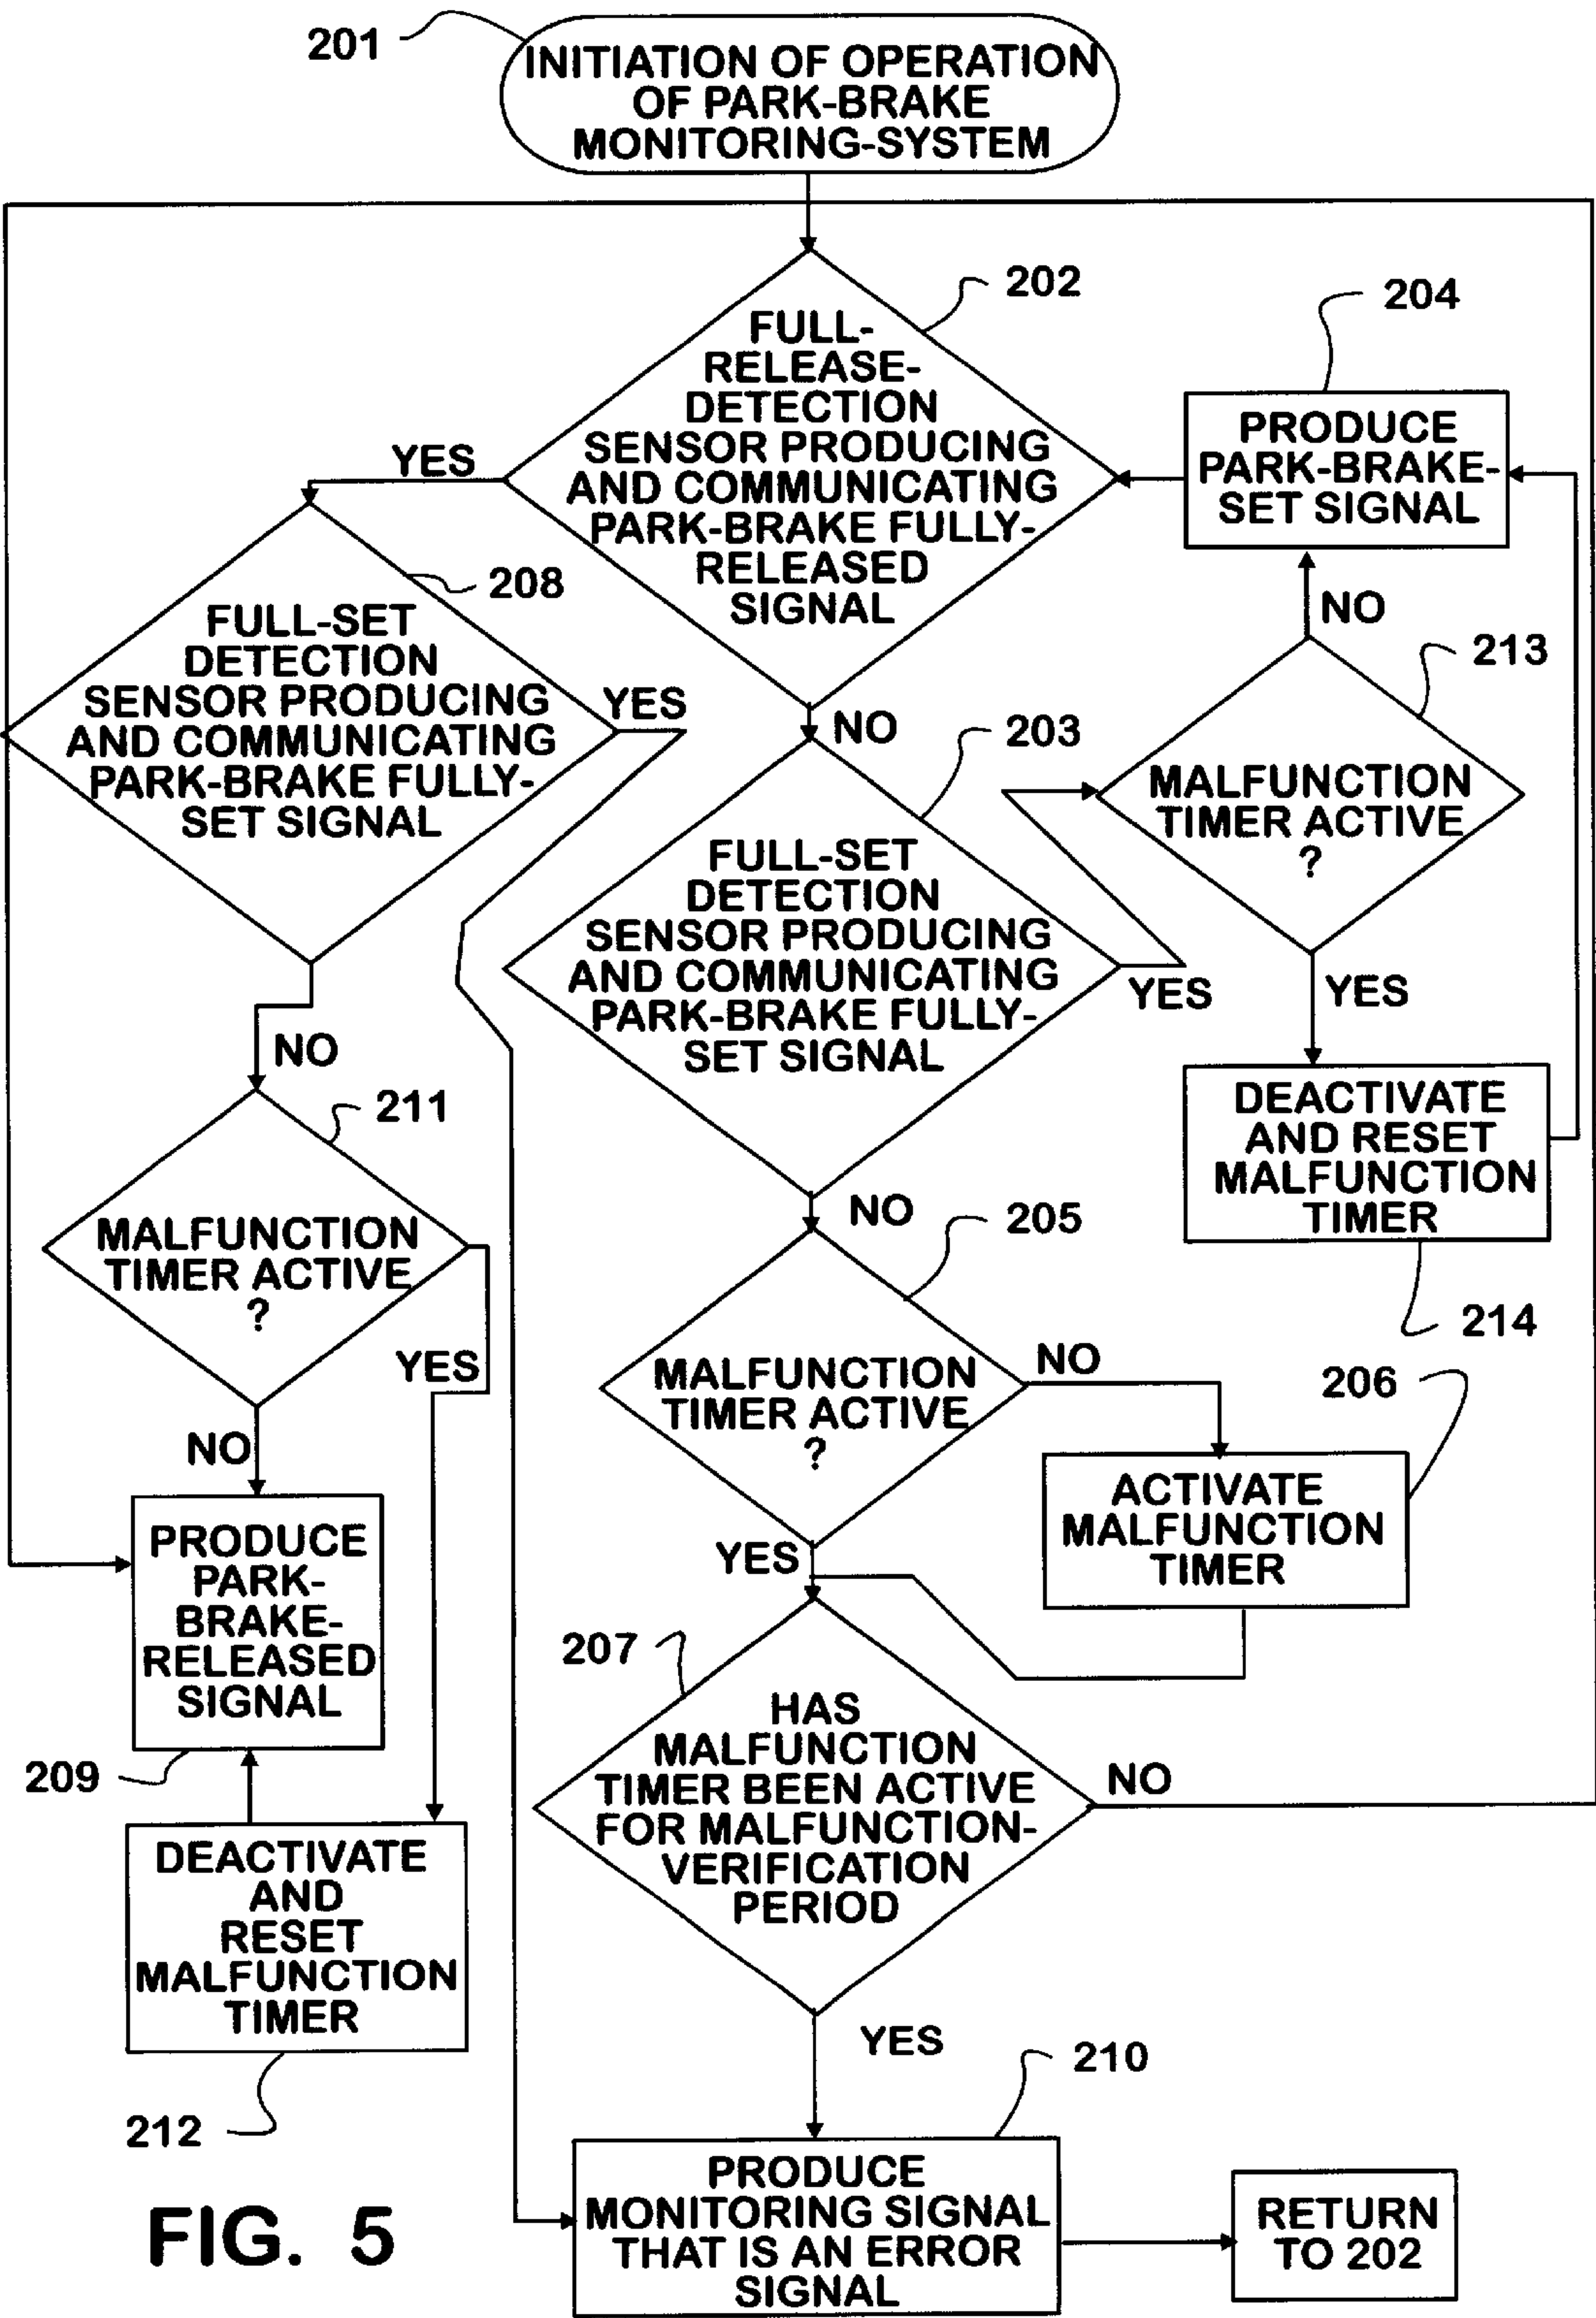 201
INITIATION OF OPERATION
OF PARK-BRAKE
MONITORING-SYSTEM
202
FULL-
RELEASE-
DETECTION
SENSOR PRODUCING
AND COMMUNICATING
PARK-BRAKE FULLY-
RELEASED
SIGNAL
YES
NO
204
PRODUCE
PARK-BRAKE-
SET SIGNAL
NO
208
FULL-SET
DETECTION
SENSOR PRODUCING
AND COMMUNICATING
PARK-BRAKE FULLY-
SET SIGNAL
YES
NO
203
FULL-SET
DETECTION
SENSOR PRODUCING
AND COMMUNICATING
PARK-BRAKE FULLY-
SET SIGNAL
YES
NO
213
MALFUNCTION
TIMER ACTIVE
?
YES
DEACTIVATE
AND RESET
MALFUNCTION
TIMER
214
211
MALFUNCTION
TIMER ACTIVE
?
YES
NO
205
MALFUNCTION
TIMER ACTIVE
?
NO
YES
206
ACTIVATE
MALFUNCTION
TIMER
PRODUCE
PARK-
BRAKE-
RELEASED
SIGNAL
209
207
HAS
MALFUNCTION
TIMER BEEN ACTIVE
FOR MALFUNCTION-
VERIFICATION
PERIOD
NO
YES
DEACTIVATE
AND
RESET
MALFUNCTION
TIMER
212
210
PRODUCE
MONITORING SIGNAL
THAT IS AN ERROR
SIGNAL
RETURN
TO 202
FIG. 5